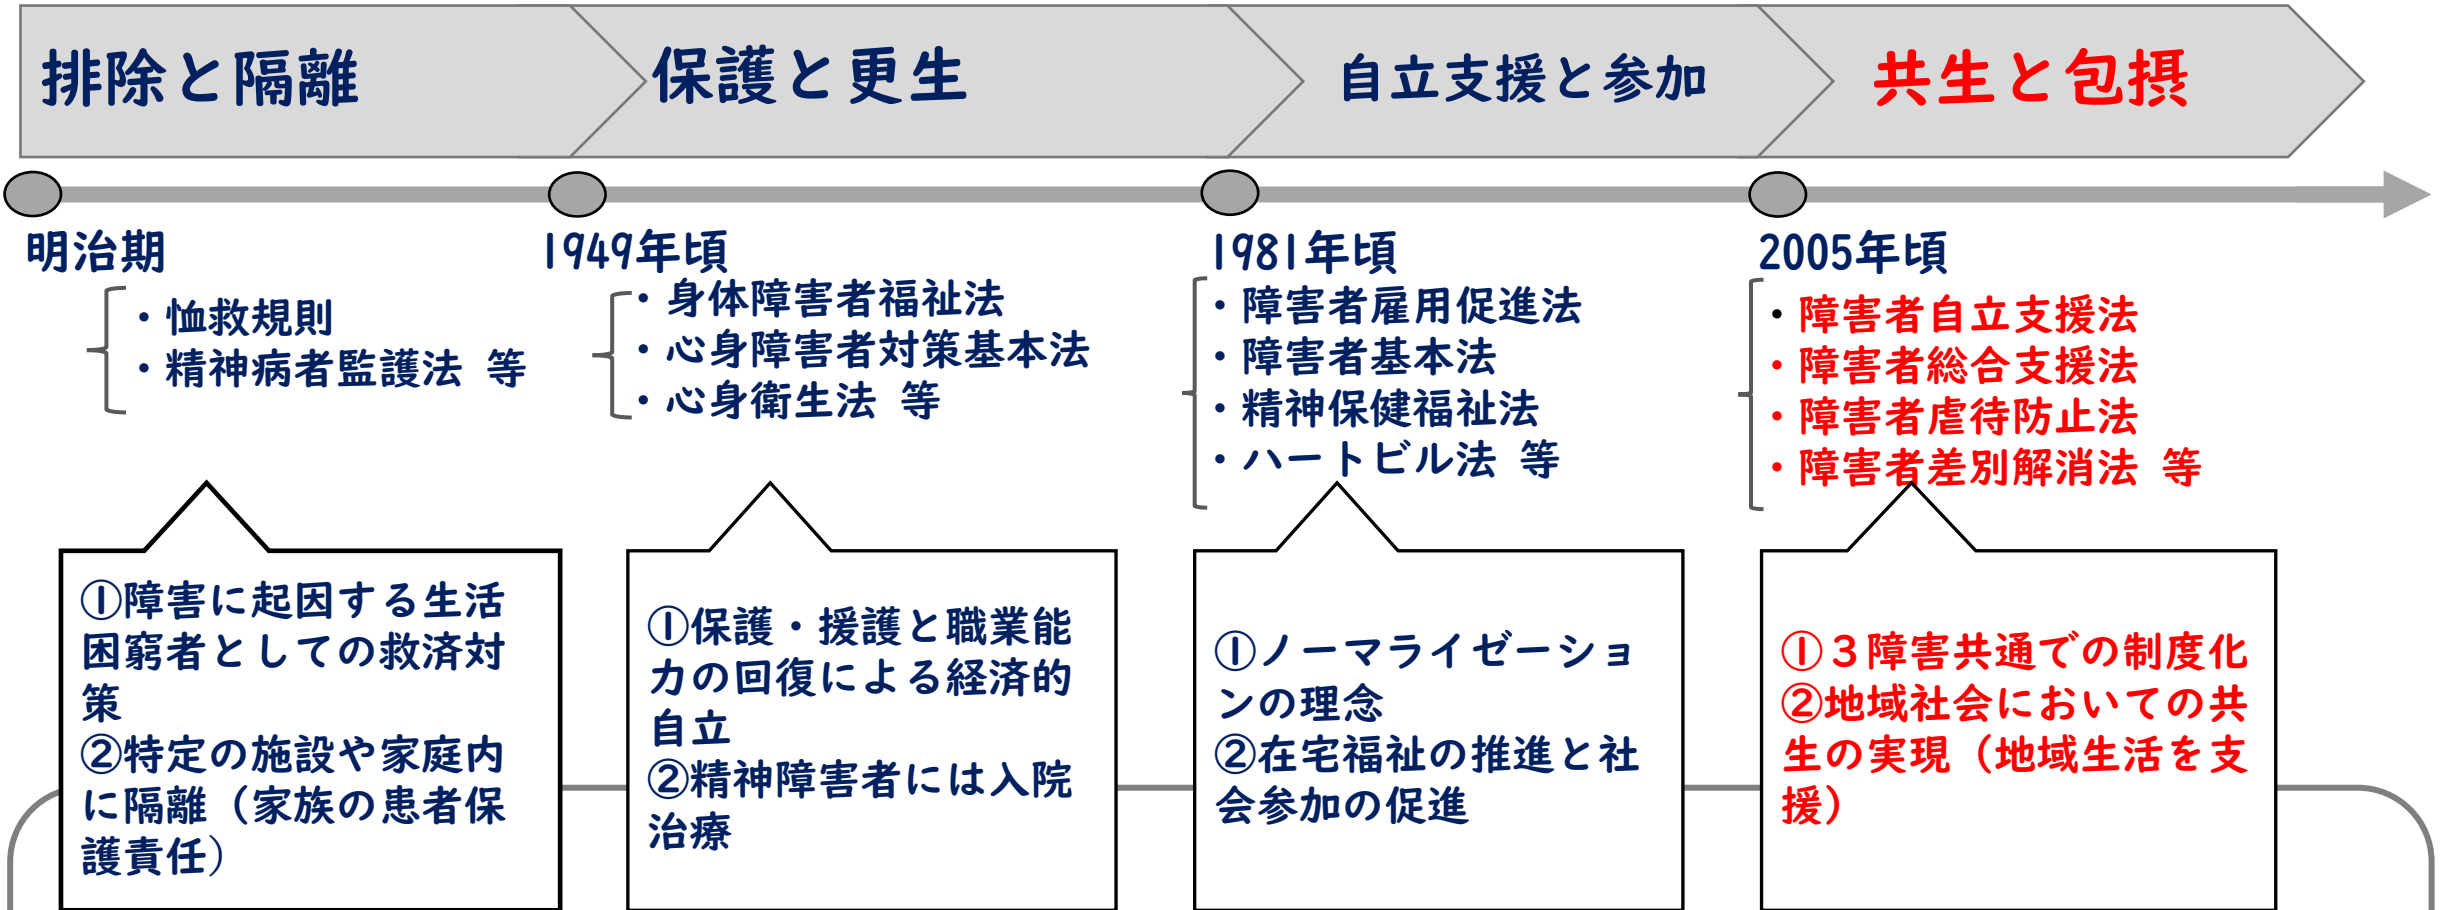 排除と隔離
保護と更生
自立支援と参加
共生と包摂
明治期
・恤救規則
・精神病者監護法 等
1949年頃
・身体障害者福祉法
・心身障害者対策基本法
・心身衛生法 等
1981年頃
・障害者雇用促進法
・障害者基本法
・精神保健福祉法
・ハートビル法 等
2005年頃
・障害者自立支援法
・障害者総合支援法
・障害者虐待防止法
・障害者差別解消法 等
①障害に起因する生活
困窮者としての救済対
策
②特定の施設や家庭内
に隔離（家族の患者保
護責任）
①保護・援護と職業能
力の回復による経済的
自立
②精神障害者には入院
治療
①ノーマライゼーショ
ンの理念
②在宅福祉の推進と社
会参加の促進
①３障害共通での制度化
②地域社会においての共
生の実現（地域生活を支
援）